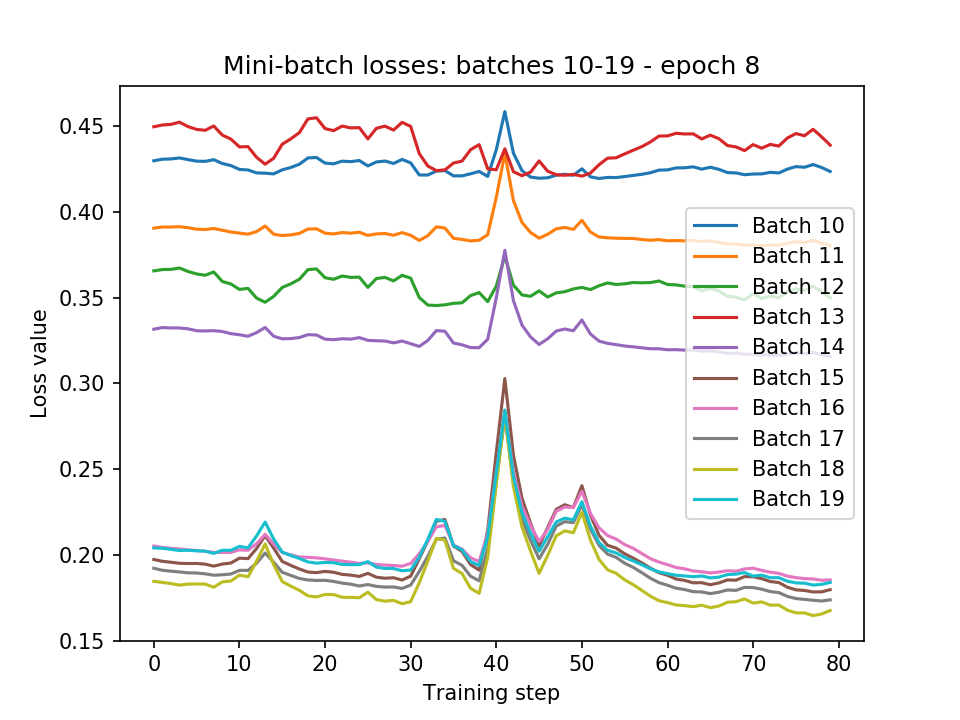 Mini-batch losses: batches 10-19 - epoch 8
Loss value
0.45
0.40
0.35
0.30
0.25
0.20
0.15
Batch 10
Batch 11
Batch 12
Batch 13
Batch 14
Batch 15
Batch 16
Batch 17
Batch 18
Batch 19
0 10 20 30 40 50 60 70 80
Training step